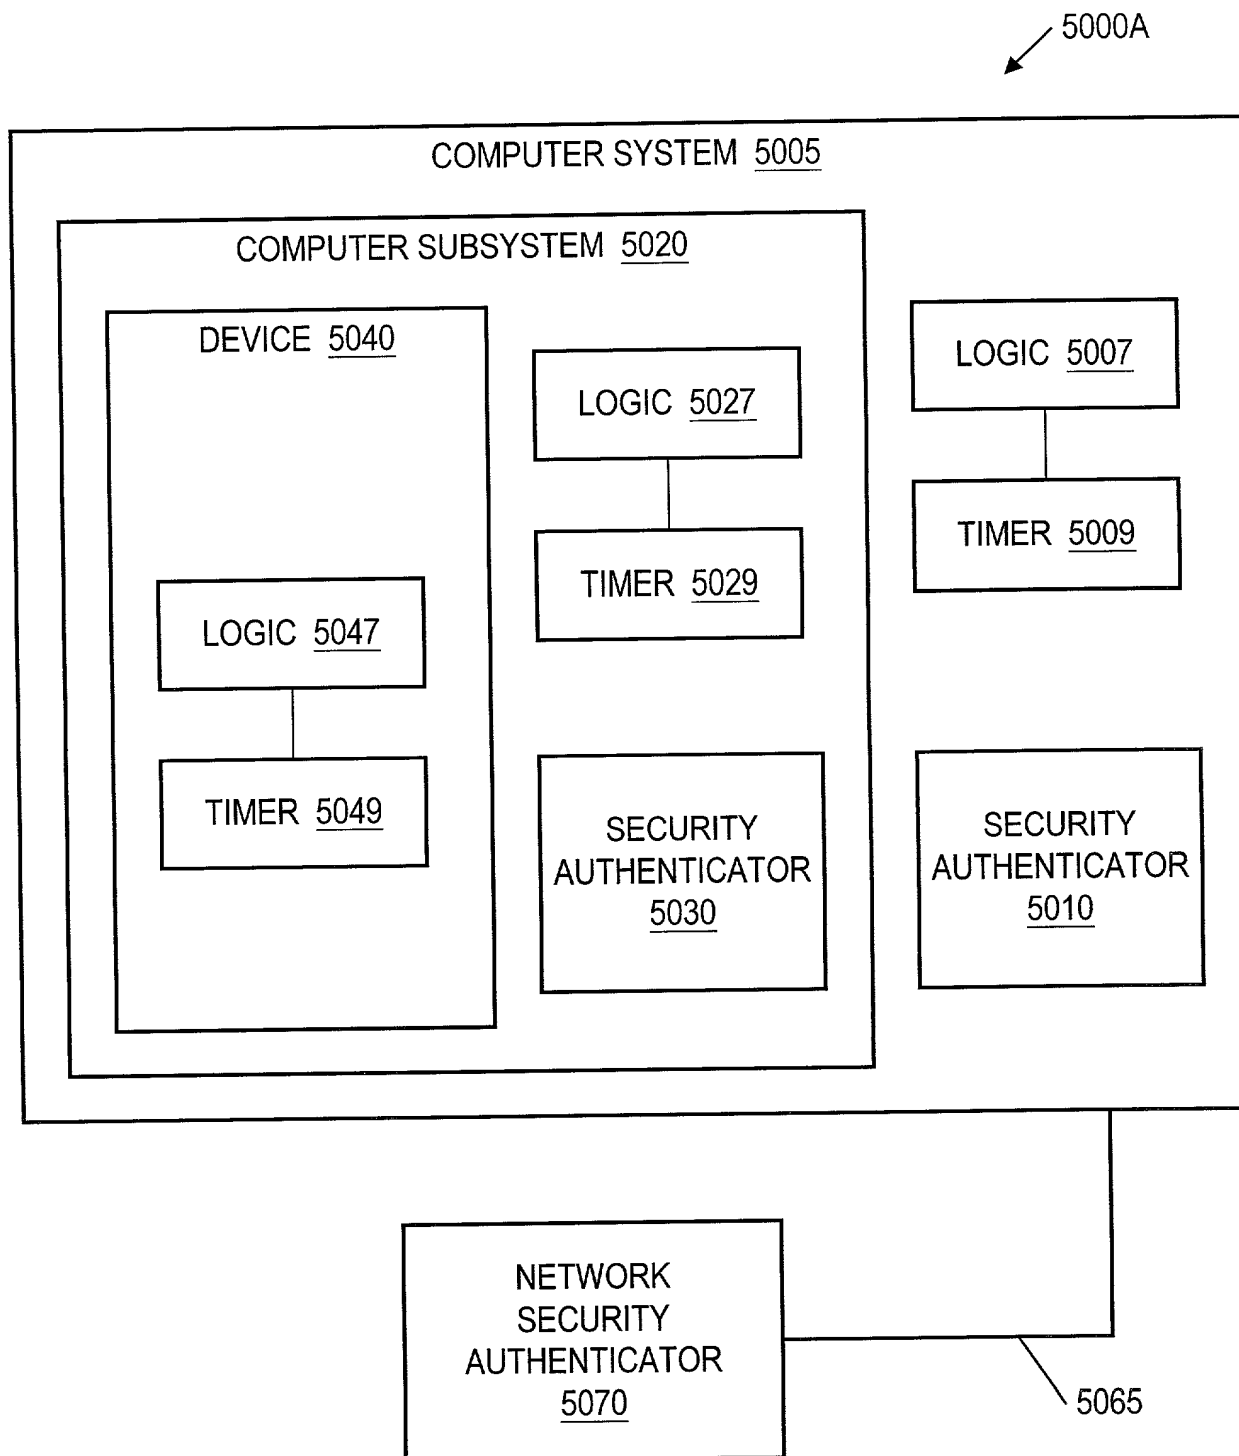 5000A
COMPUTER SYSTEM 5005
COMPUTER SUBSYSTEM 5020
DEVICE 5040
LOGIC 5047
TIMER 5049
LOGIC 5027
TIMER 5029
SECURITY
AUTHENTICATOR
5030
LOGIC 5007
TIMER 5009
SECURITY
AUTHENTICATOR
5010
NETWORK
SECURITY
AUTHENTICATOR
5070
5065